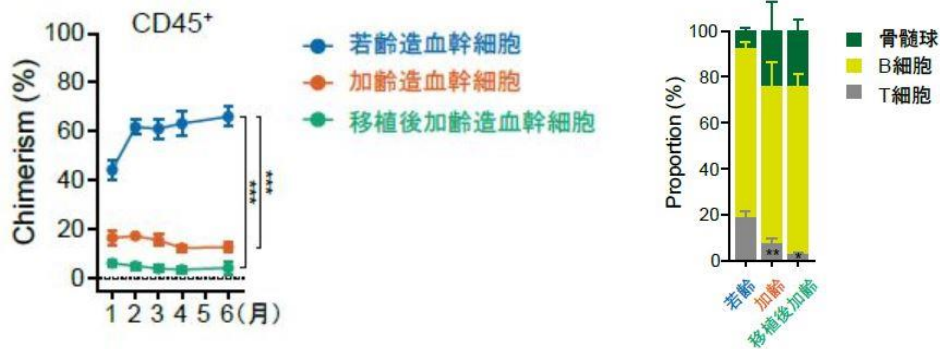 CD45⁺
Chimerism (%)
100
80
60
40
20
0
1 2 3 4 5 6(月)
***
***
若齢造血幹細胞
加齢造血幹細胞
移植後加齢造血幹細胞
Proportion (%)
100
80
60
40
20
0
**
*
若齢
加齢
移植後加齢
骨髄球
B細胞
T細胞